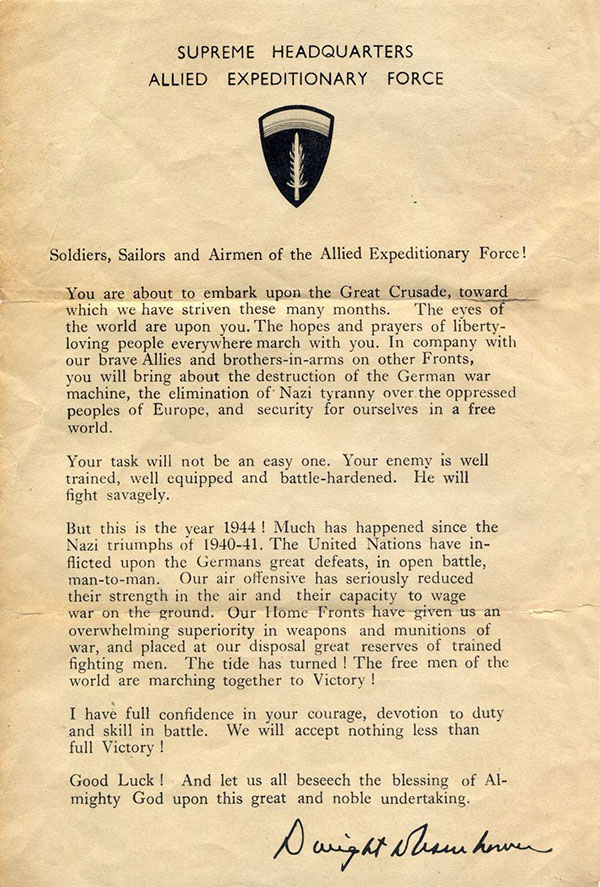 SUPREME HEADQUARTERS
ALLIED EXPEDITIONARY FORCE
Soldiers, Sailors and Airmen of the Allied Expeditionary Force!
You are about to embark upon the Great Crusade, toward
which we have striven these many months. The eyes of
the world are upon you. The hopes and prayers of liberty-
loving people everywhere march with you. In company with
our brave Allies and brothers-in-arms on other Fronts,
you will bring about the destruction of the German war
machine, the elimination of Nazi tyranny over the oppressed
peoples of Europe, and security for ourselves in a free
world.
Your task will not be an easy one. Your enemy is well
trained, well equipped and battle-hardened. He will
fight savagely.
But this is the year 1944 ! Much has happened since the
Nazi triumphs of 1940-41. The United Nations have in-
flicted upon the Germans great defeats, in open battle,
man-to-man. Our air offensive has seriously reduced
their strength in the air and their capacity to wage
war on the ground. Our Home Fronts have given us an
overwhelming superiority in weapons and munitions of
war, and placed at our disposal great reserves of trained
fighting men. The tide has turned ! The free men of the
world are marching together to Victory !
I have full confidence in your courage, devotion to duty
and skill in battle. We will accept nothing less than
full Victory !
Good Luck ! And let us all beseech the blessing of Al-
mighty God upon this great and noble undertaking.
Dwight D Eisenhower